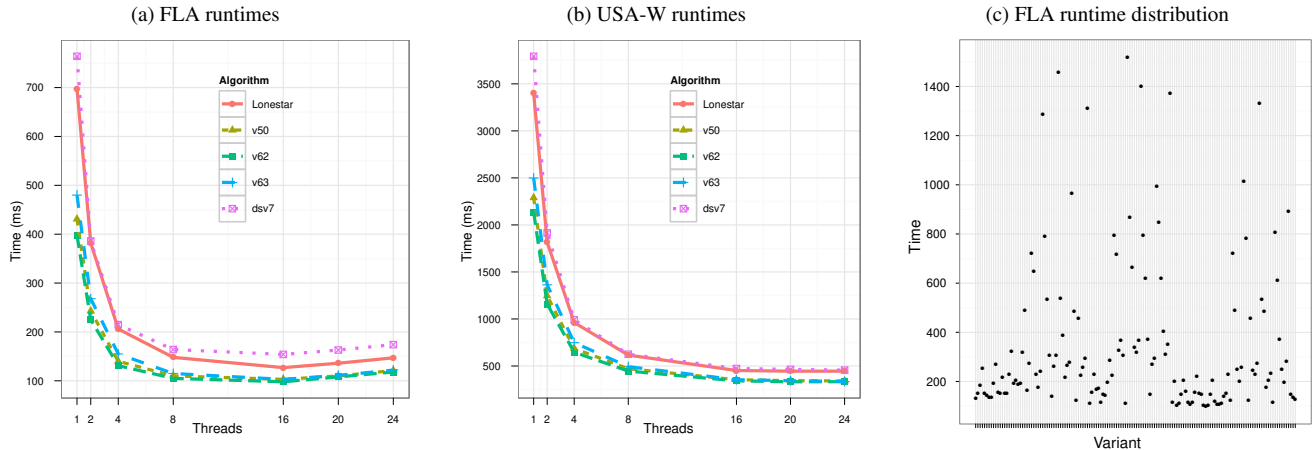 (a) FLA runtimes
700
600
500
400
300
200
100
Time (ms)
Algorithm
Lonestar
v50
v62
v63
dsv7
1 2 4 8 16 20 24
Threads
(b) USA-W runtimes
3500
3000
2500
2000
1500
1000
500
Time (ms)
Algorithm
Lonestar
v50
v62
v63
dsv7
1 2 4 8 16 20 24
Threads
(c) FLA runtime distribution
1400
1200
1000
800
600
400
200
Time
Variant